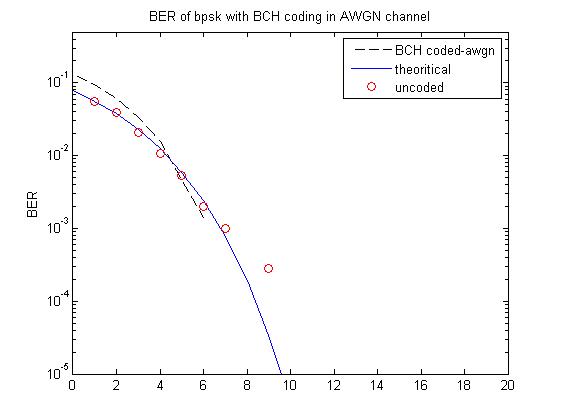 BER of bpsk with BCH coding in AWGN channel
BCH coded-awgn
theoritical
uncoded
BER
10^-1
10^-2
10^-3
10^-4
10^-5
0 2 4 6 8 10 12 14 16 18 20